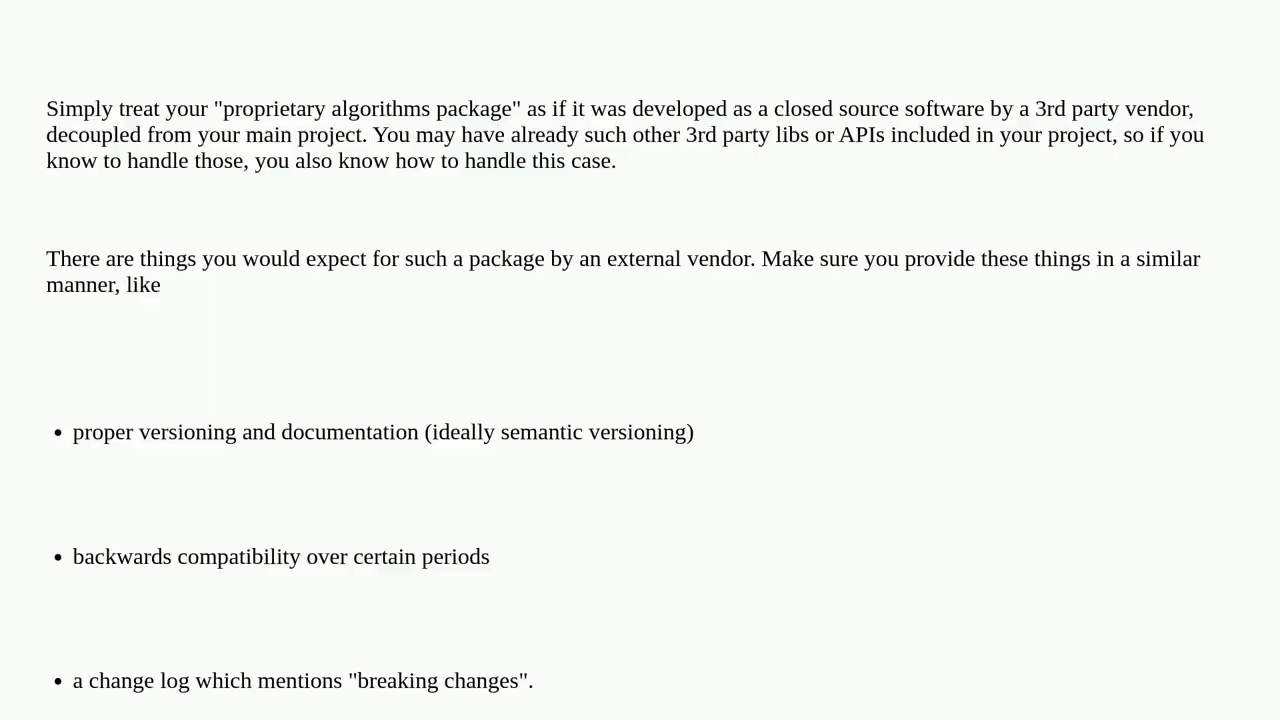 Simply treat your "proprietary algorithms package" as if it was developed as a closed source software by a 3rd party vendor,
decoupled from your main project. You may have already such other 3rd party libs or APIs included in your project, so if you
know to handle those, you also know how to handle this case.
There are things you would expect for such a package by an external vendor. Make sure you provide these things in a similar
manner, like
• proper versioning and documentation (ideally semantic versioning)
• backwards compatibility over certain periods
• a change log which mentions "breaking changes".